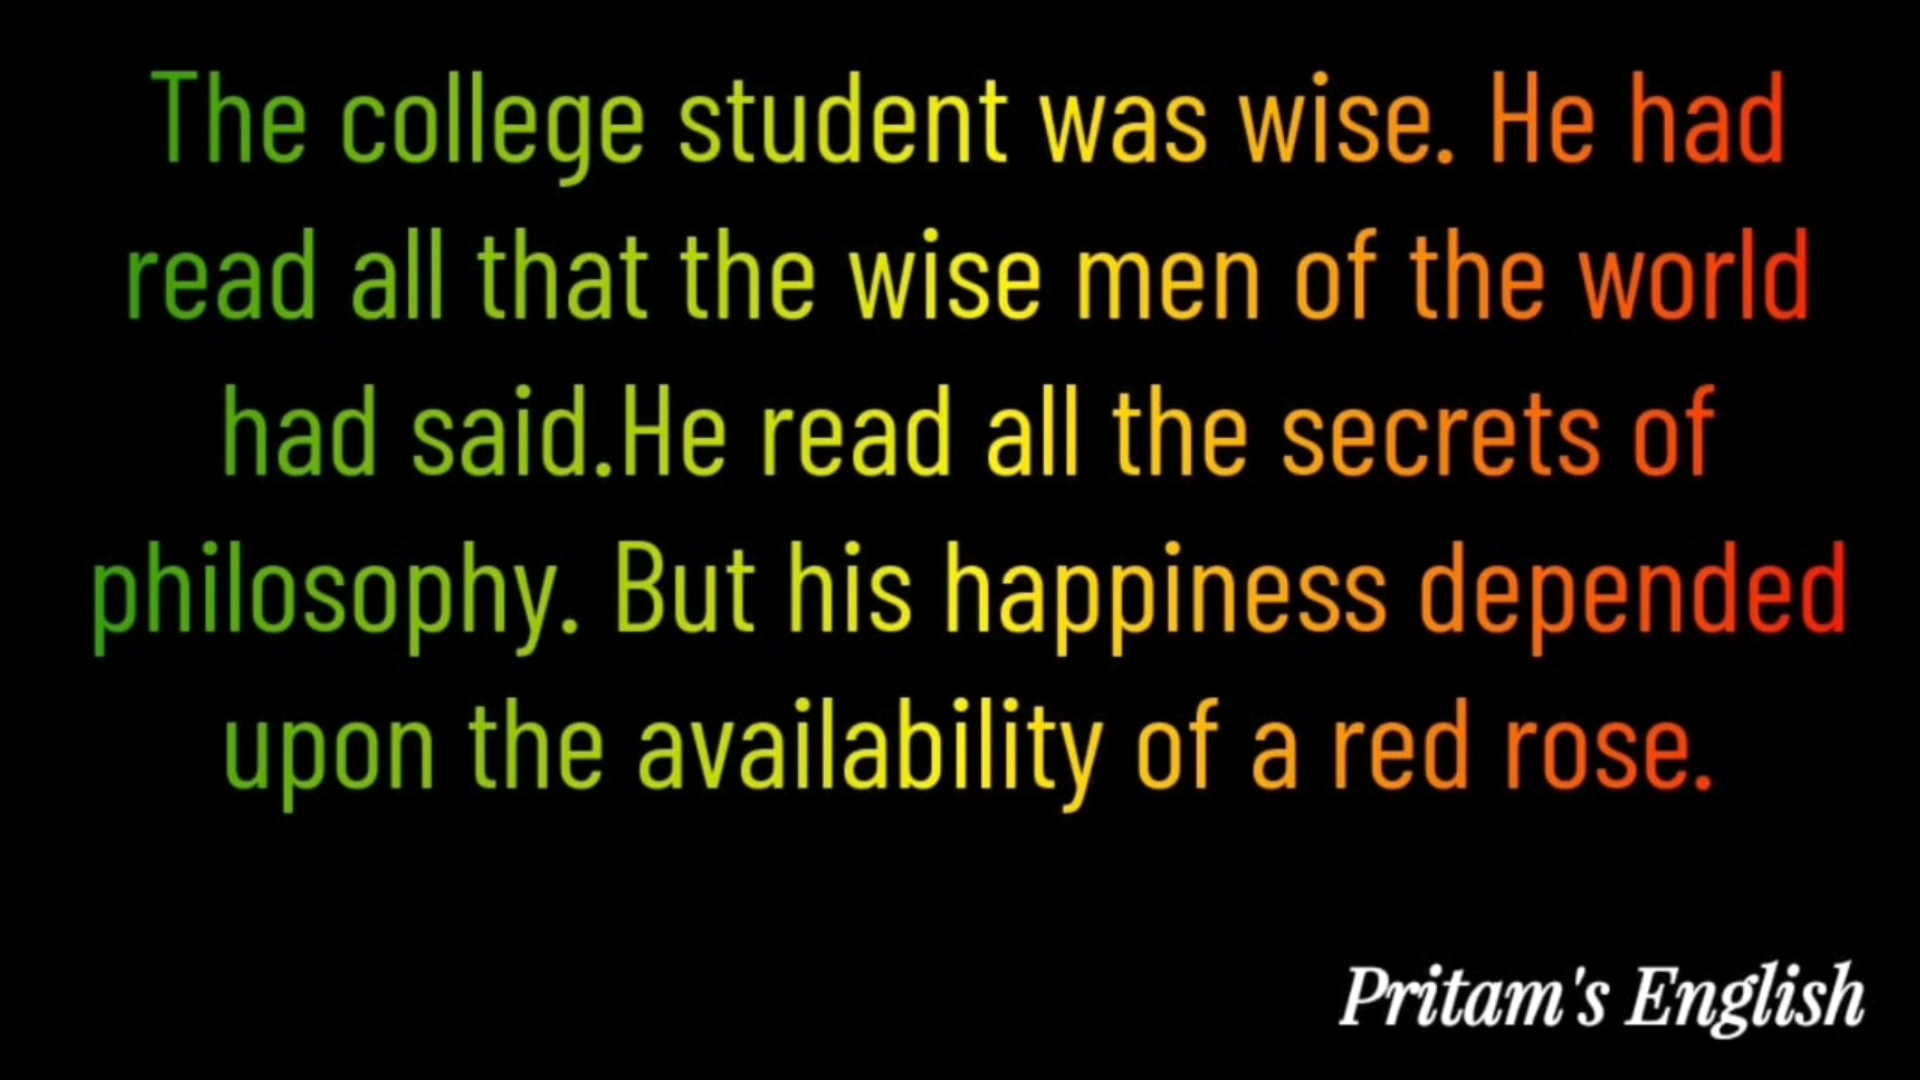 The college student was wise. He had
read all that the wise men of the world
had said.He read all the secrets of
philosophy. But his happiness depended
upon the availability of a red rose.
Pritam's English